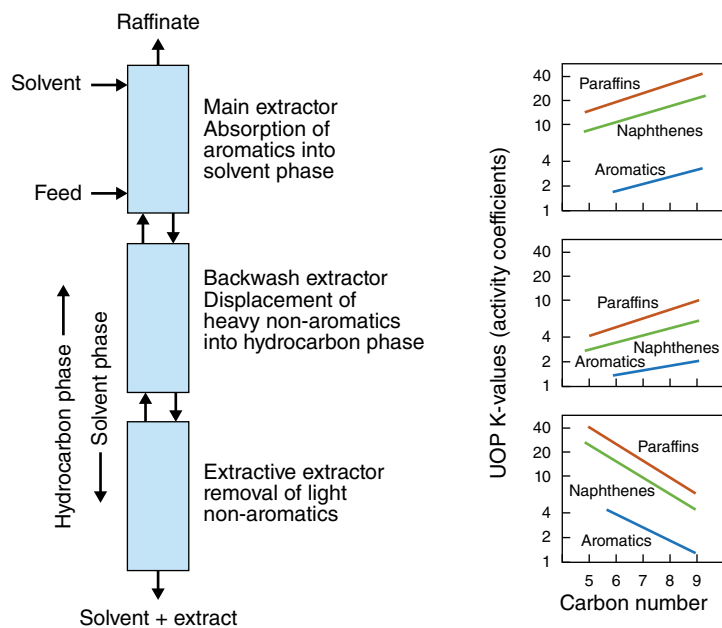 Raffinate
Solvent
Main extractor
Absorption of
aromatics into
solvent phase
Feed
Backwash extractor
Displacement of
heavy non-aromatics
into hydrocarbon phase
Hydrocarbon phase
Solvent phase
Extractive extractor
removal of light
non-aromatics
Solvent + extract
UOP K-values (activity coefficients)
40
20
10
4
2
1
Paraffins
Naphthenes
Aromatics
40
20
10
4
2
1
Paraffins
Naphthenes
Aromatics
40
20
10
4
2
1
Paraffins
Naphthenes
Aromatics
5 6 7 8 9
Carbon number